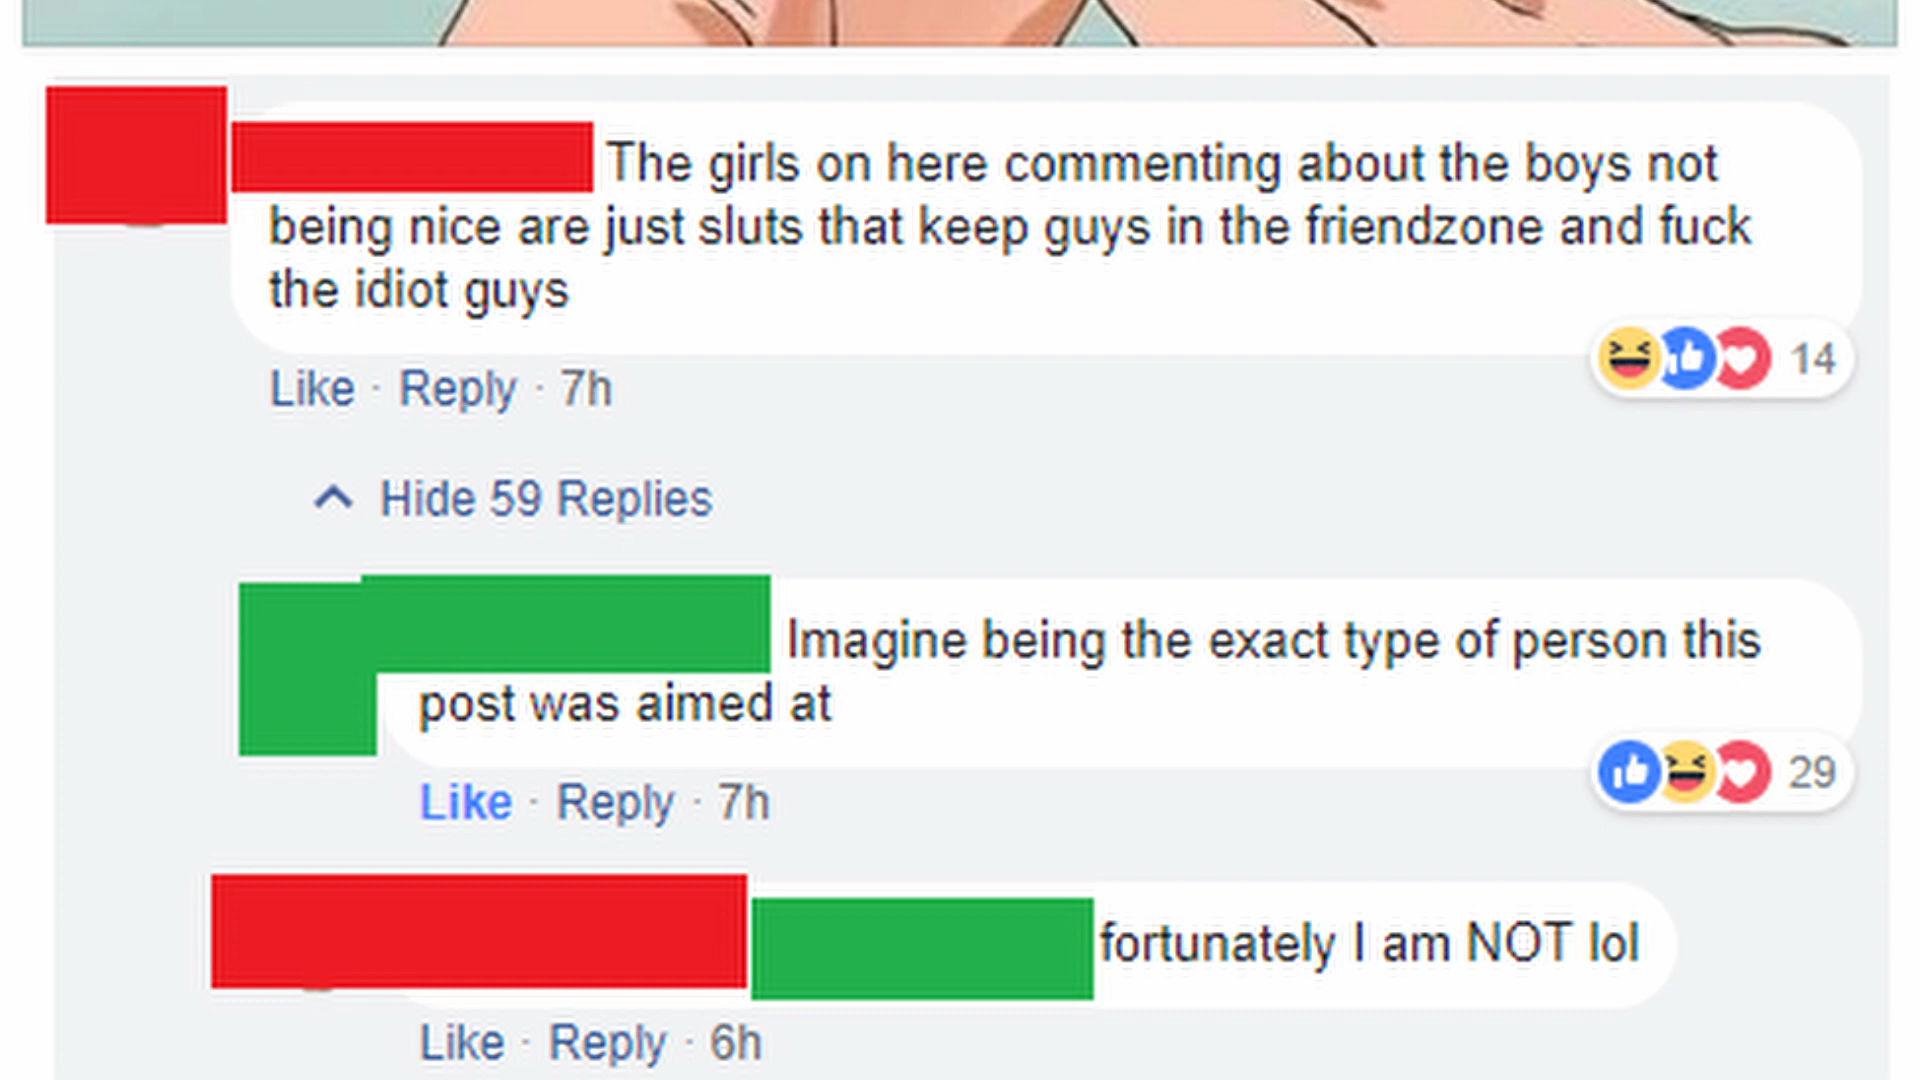 The girls on here commenting about the boys not
being nice are just sluts that keep guys in the friendzone and fuck
the idiot guys
14
Like · Reply · 7h
Hide 59 Replies
Imagine being the exact type of person this
post was aimed at
29
Like · Reply · 7h
fortunately I am NOT lol
Like · Reply · 6h